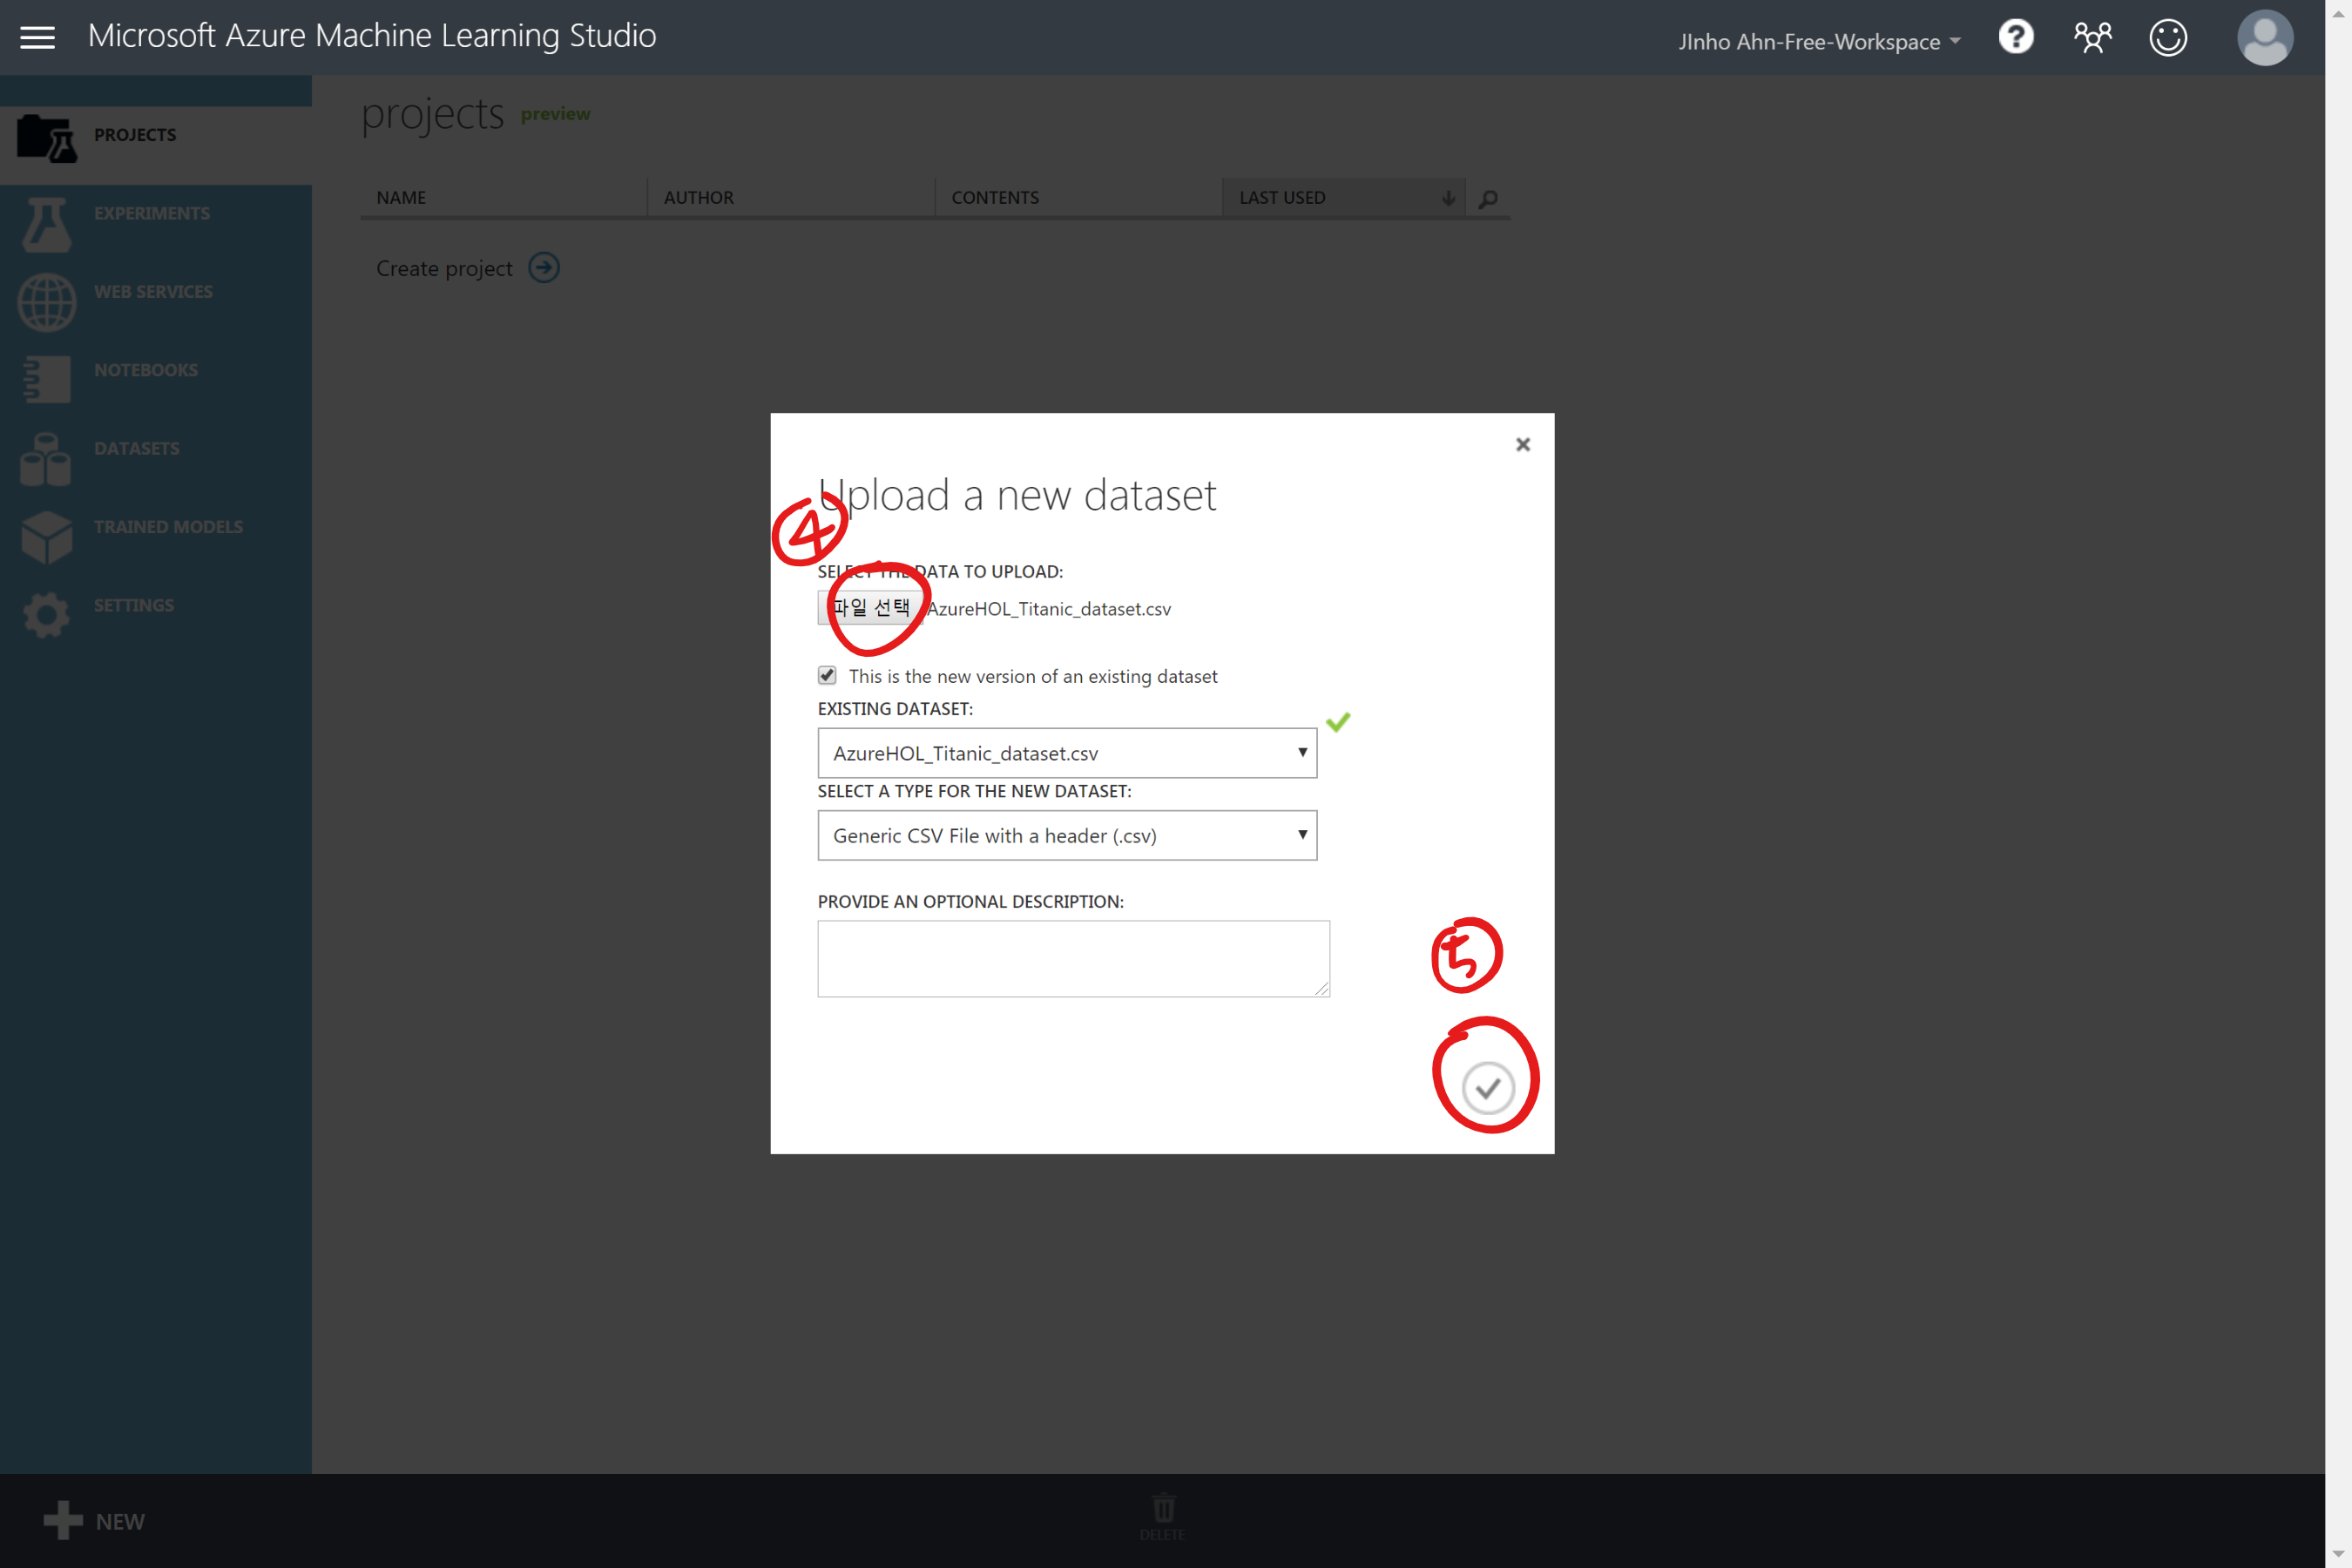 Microsoft Azure Machine Learning Studio
JInho Ahn-Free-Workspace
?
PROJECTS
EXPERIMENTS
WEB SERVICES
NOTEBOOKS
DATASETS
TRAINED MODELS
SETTINGS
projects preview
NAME AUTHOR CONTENTS LAST USED
Create project
Upload a new dataset
④
SELECT THE DATA TO UPLOAD:
파일 선택 AzureHOL_Titanic_dataset.csv
This is the new version of an existing dataset
EXISTING DATASET:
AzureHOL_Titanic_dataset.csv
SELECT A TYPE FOR THE NEW DATASET:
Generic CSV File with a header (.csv)
PROVIDE AN OPTIONAL DESCRIPTION:
⑤
NEW
DELETE